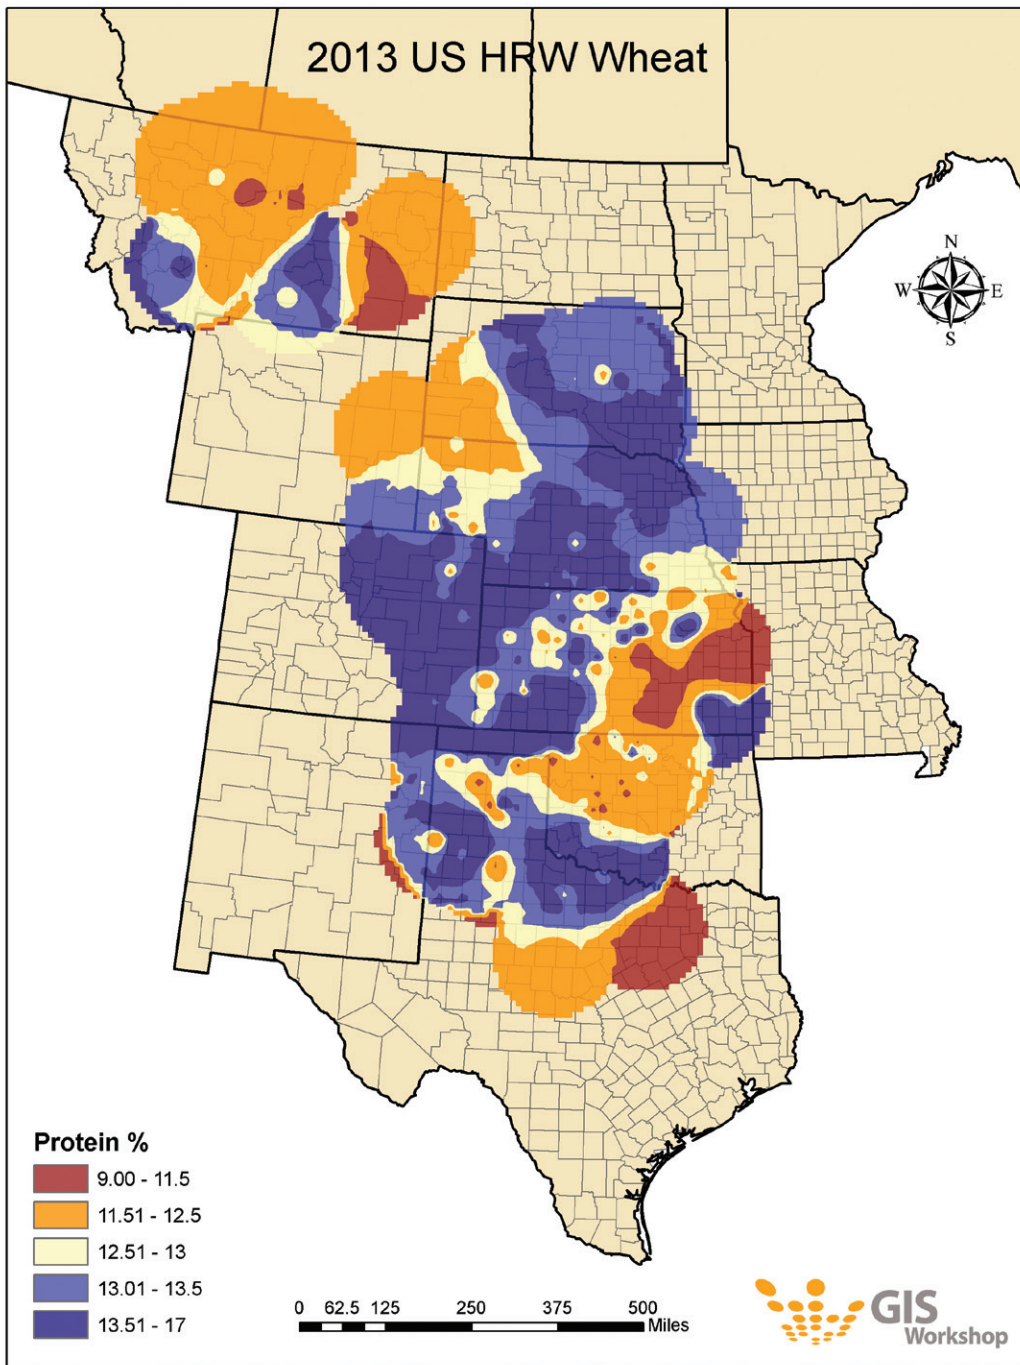 2013 US HRW Wheat
N
W E
S
Protein %
9.00 - 11.5
11.51 - 12.5
12.51 - 13
13.01 - 13.5
13.51 - 17
0 62.5 125 250 375 500
Miles
GIS
Workshop